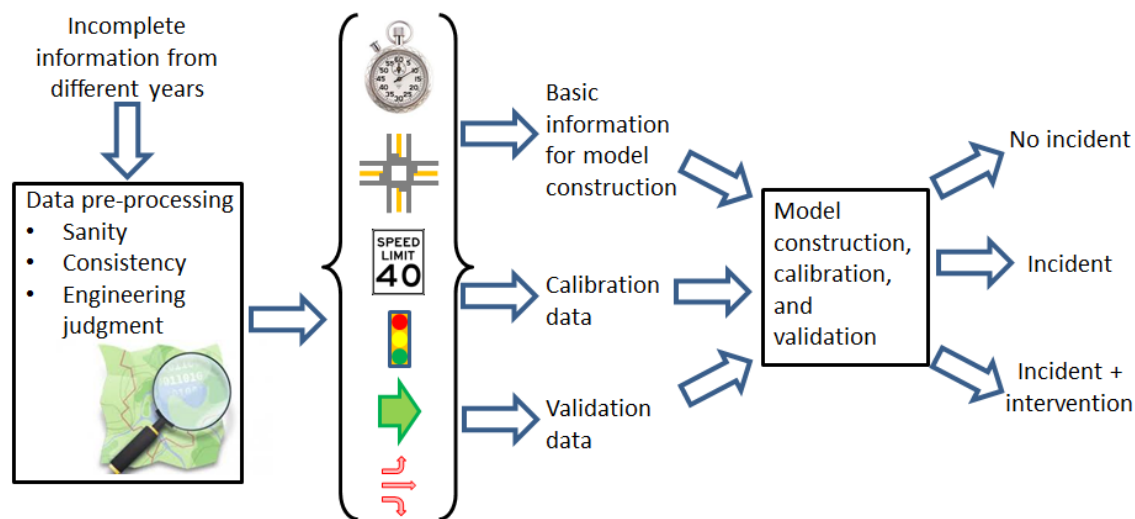 Incomplete
information from
different years
Data pre-processing
• Sanity
• Consistency
• Engineering
judgment
SPEED
LIMIT
40
Basic
information
for model
construction
Calibration
data
Validation
data
Model
construction,
calibration,
and
validation
No incident
Incident
Incident +
intervention